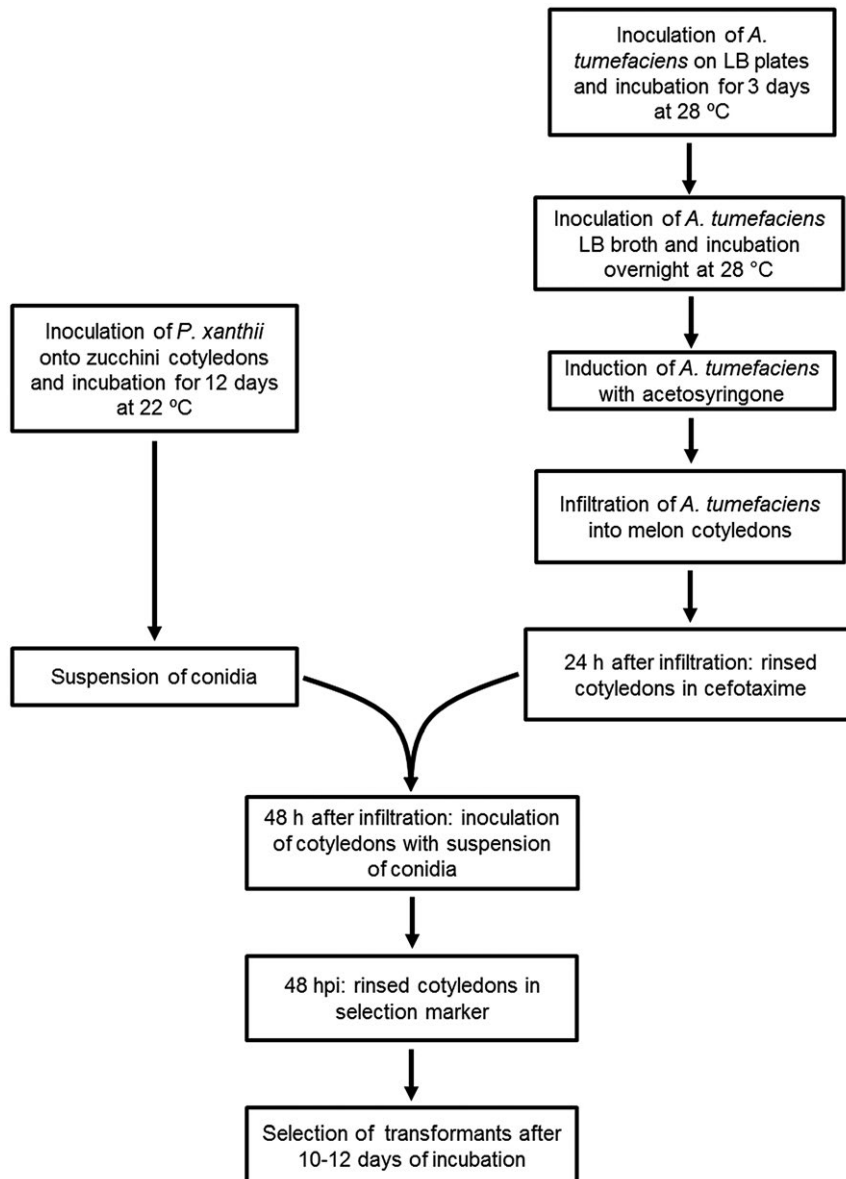 Inoculation of A.
tumefaciens on LB plates
and incubation for 3 days
at 28 ºC
Inoculation of A. tumefaciens
LB broth and incubation
overnight at 28 °C
Inoculation of P. xanthii
onto zucchini cotyledons
and incubation for 12 days
at 22 ºC
Induction of A. tumefaciens
with acetosyringone
Infiltration of A. tumefaciens
into melon cotyledons
Suspension of conidia
24 h after infiltration: rinsed
cotyledons in cefotaxime
48 h after infiltration: inoculation
of cotyledons with suspension
of conidia
48 hpi: rinsed cotyledons in
selection marker
Selection of transformants after
10-12 days of incubation